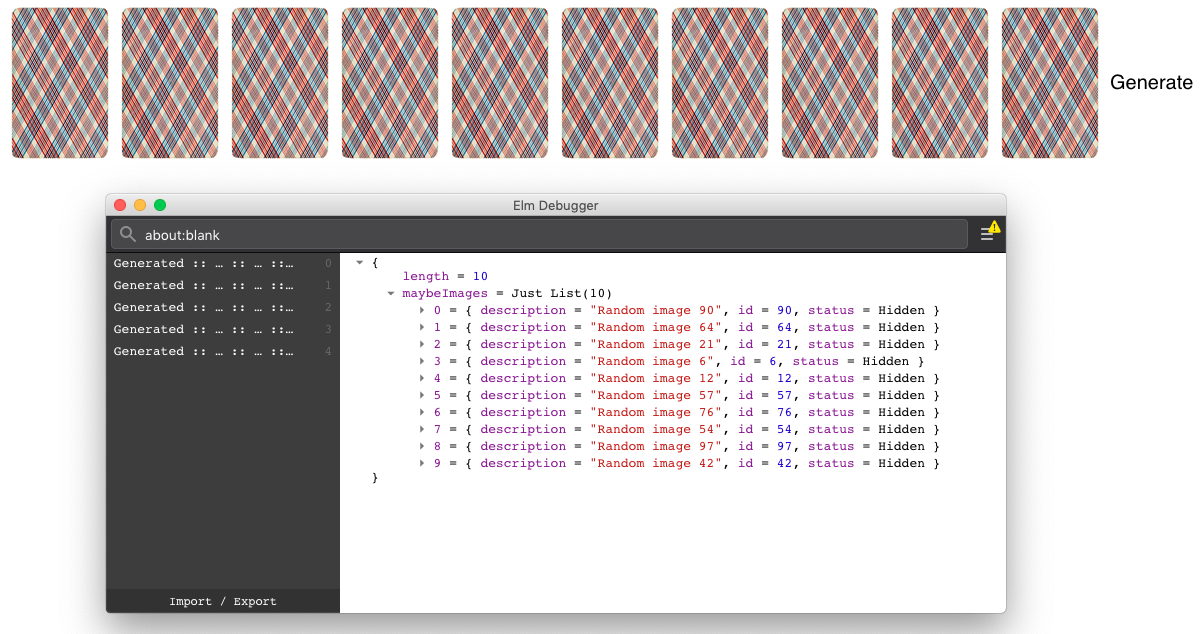 Generate
Elm Debugger
about:blank
Generated :: … :: … ::… 0
Generated :: … :: … ::… 1
Generated :: … :: … ::… 2
Generated :: … :: … ::… 3
Generated :: … :: … ::… 4
Import / Export
{
length = 10
maybeImages = Just List(10)
0 = { description = "Random image 90", id = 90, status = Hidden }
1 = { description = "Random image 64", id = 64, status = Hidden }
2 = { description = "Random image 21", id = 21, status = Hidden }
3 = { description = "Random image 6", id = 6, status = Hidden }
4 = { description = "Random image 12", id = 12, status = Hidden }
5 = { description = "Random image 57", id = 57, status = Hidden }
6 = { description = "Random image 76", id = 76, status = Hidden }
7 = { description = "Random image 54", id = 54, status = Hidden }
8 = { description = "Random image 97", id = 97, status = Hidden }
9 = { description = "Random image 42", id = 42, status = Hidden }
}